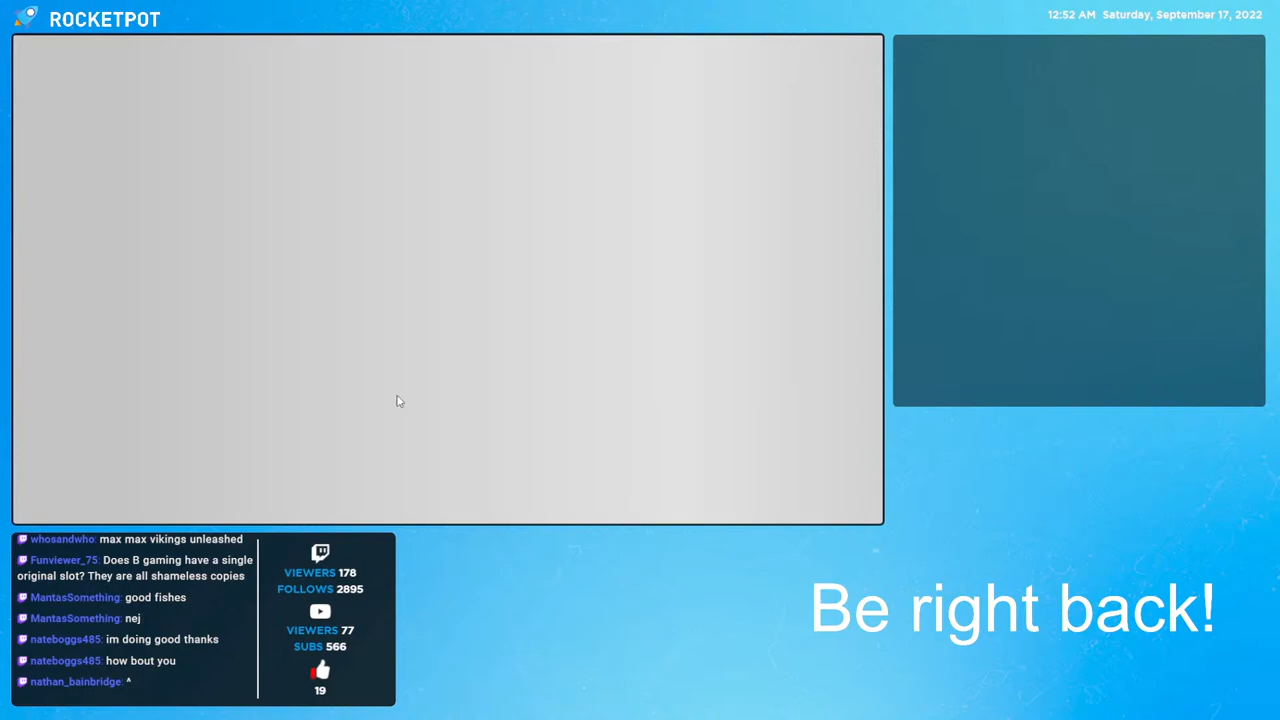 ROCKETPOT
12:52 AM Saturday, September 17, 2022
whosandwho: max max vikings unleashed
Funviewer_75: Does B gaming have a single
original slot? They are all shameless copies
MantasSomething: good fishes
MantasSomething: nej
nateboggs485: im doing good thanks
nateboggs485: how bout you
nathan_bainbridge: ^
VIEWERS 178
FOLLOWS 2895
VIEWERS 77
SUBS 566
19
Be right back!